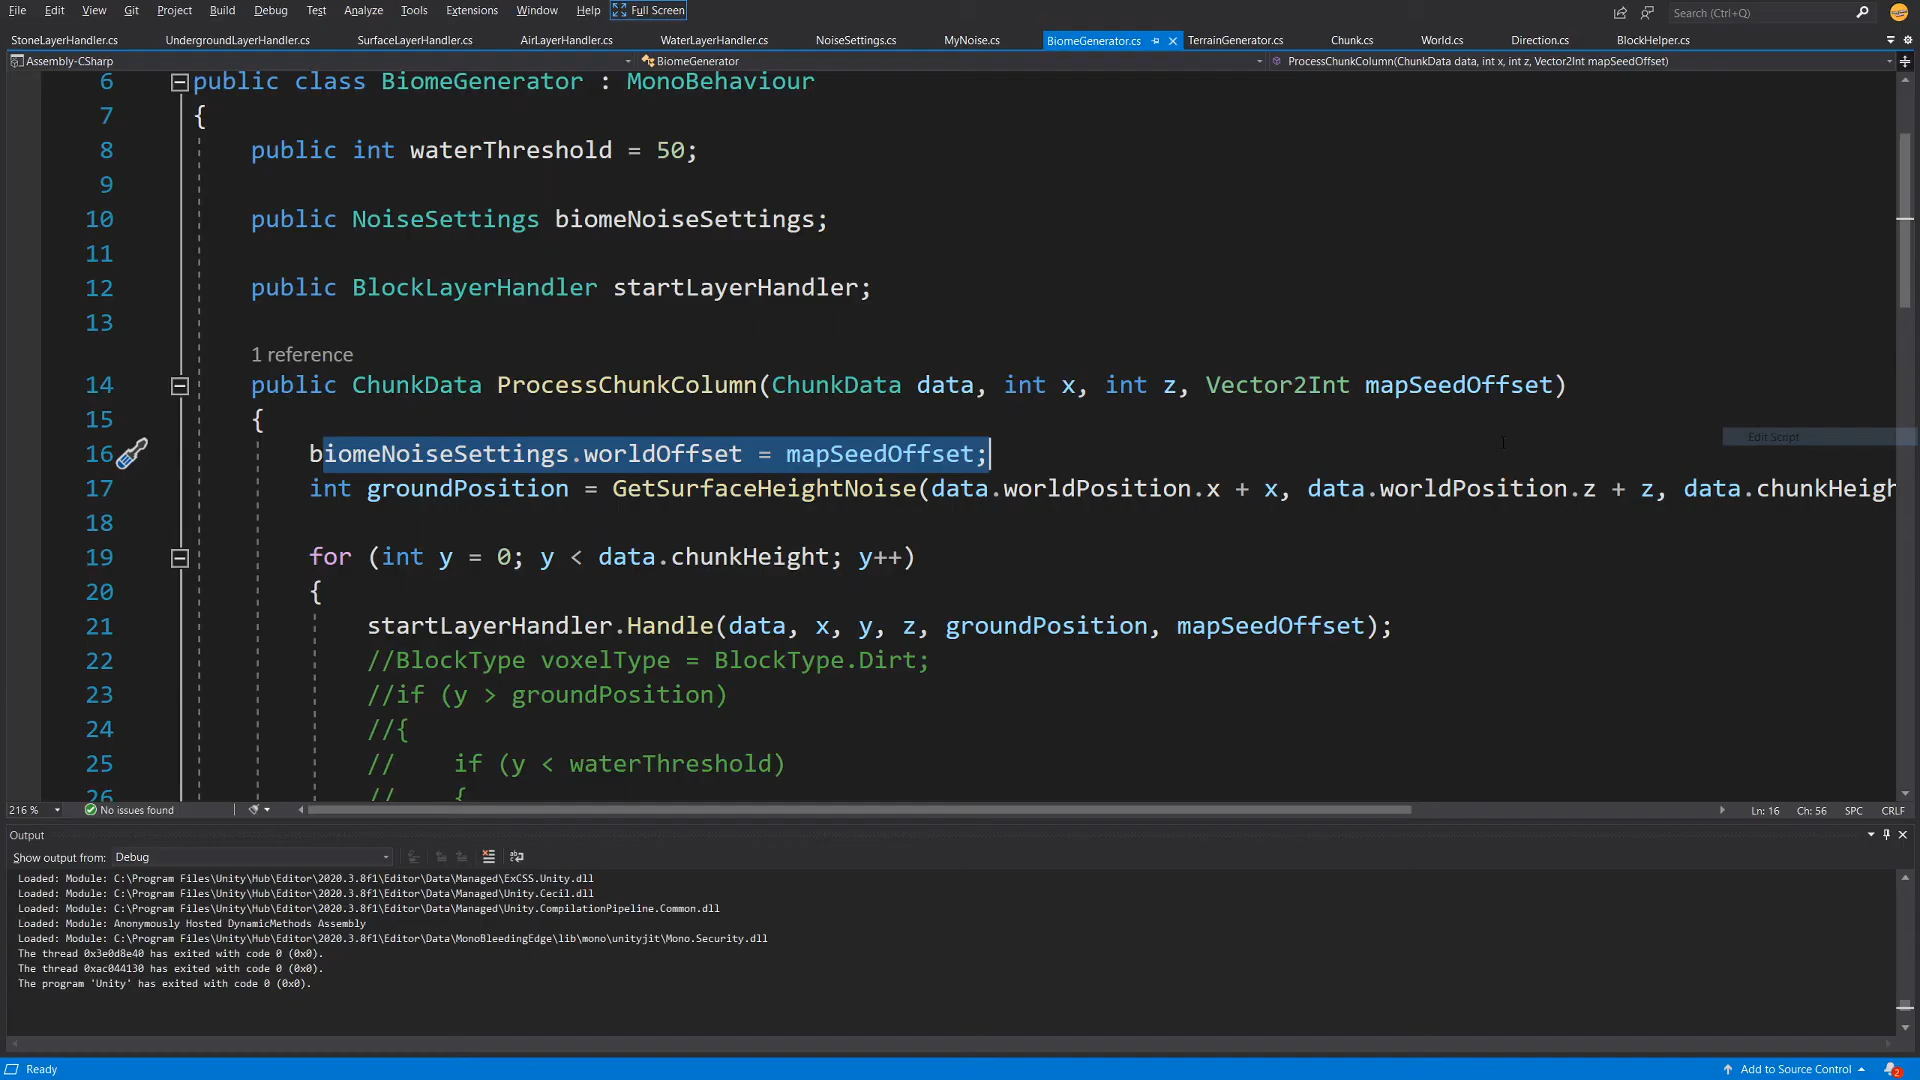 File Edit View Git Project Build Debug Test Analyze Tools Extensions Window Help Full Screen Search (Ctrl+Q)
StoneLayerHandler.cs UndergroundLayerHandler.cs SurfaceLayerHandler.cs AirLayerHandler.cs WaterLayerHandler.cs NoiseSettings.cs MyNoise.cs BiomeGenerator.cs TerrainGenerator.cs Chunk.cs World.cs Direction.cs BlockHelper.cs
Assembly-CSharp BiomeGenerator ProcessChunkColumn(ChunkData data, int x, int z, Vector2Int mapSeedOffset)
6 public class BiomeGenerator : MonoBehaviour
7 {
8 public int waterThreshold = 50;
9
10 public NoiseSettings biomeNoiseSettings;
11
12 public BlockLayerHandler startLayerHandler;
13
1 reference
14 public ChunkData ProcessChunkColumn(ChunkData data, int x, int z, Vector2Int mapSeedOffset)
15 {
16 biomeNoiseSettings.worldOffset = mapSeedOffset;
Edit Script
17 int groundPosition = GetSurfaceHeightNoise(data.worldPosition.x + x, data.worldPosition.z + z, data.chunkHeigh
18
19 for (int y = 0; y < data.chunkHeight; y++)
20 {
21 startLayerHandler.Handle(data, x, y, z, groundPosition, mapSeedOffset);
22 //BlockType voxelType = BlockType.Dirt;
23 //if (y > groundPosition)
24 //{
25 // if (y < waterThreshold)
26 // {
216 % No issues found Ln: 16 Ch: 56 SPC CRLF
Output
Show output from: Debug
Loaded: Module: C:\Program Files\Unity\Hub\Editor\2020.3.8f1\Editor\Data\Managed\ExCSS.Unity.dll
Loaded: Module: C:\Program Files\Unity\Hub\Editor\2020.3.8f1\Editor\Data\Managed\Unity.Cecil.dll
Loaded: Module: C:\Program Files\Unity\Hub\Editor\2020.3.8f1\Editor\Data\Managed\Unity.CompilationPipeline.Common.dll
Loaded: Module: Anonymously Hosted DynamicMethods Assembly
Loaded: Module: C:\Program Files\Unity\Hub\Editor\2020.3.8f1\Editor\Data\MonoBleedingEdge\lib\mono\unityjit\Mono.Security.dll
The thread 0x3e0d8e40 has exited with code 0 (0x0).
The thread 0xac044130 has exited with code 0 (0x0).
The program 'Unity' has exited with code 0 (0x0).
Ready Add to Source Control 2